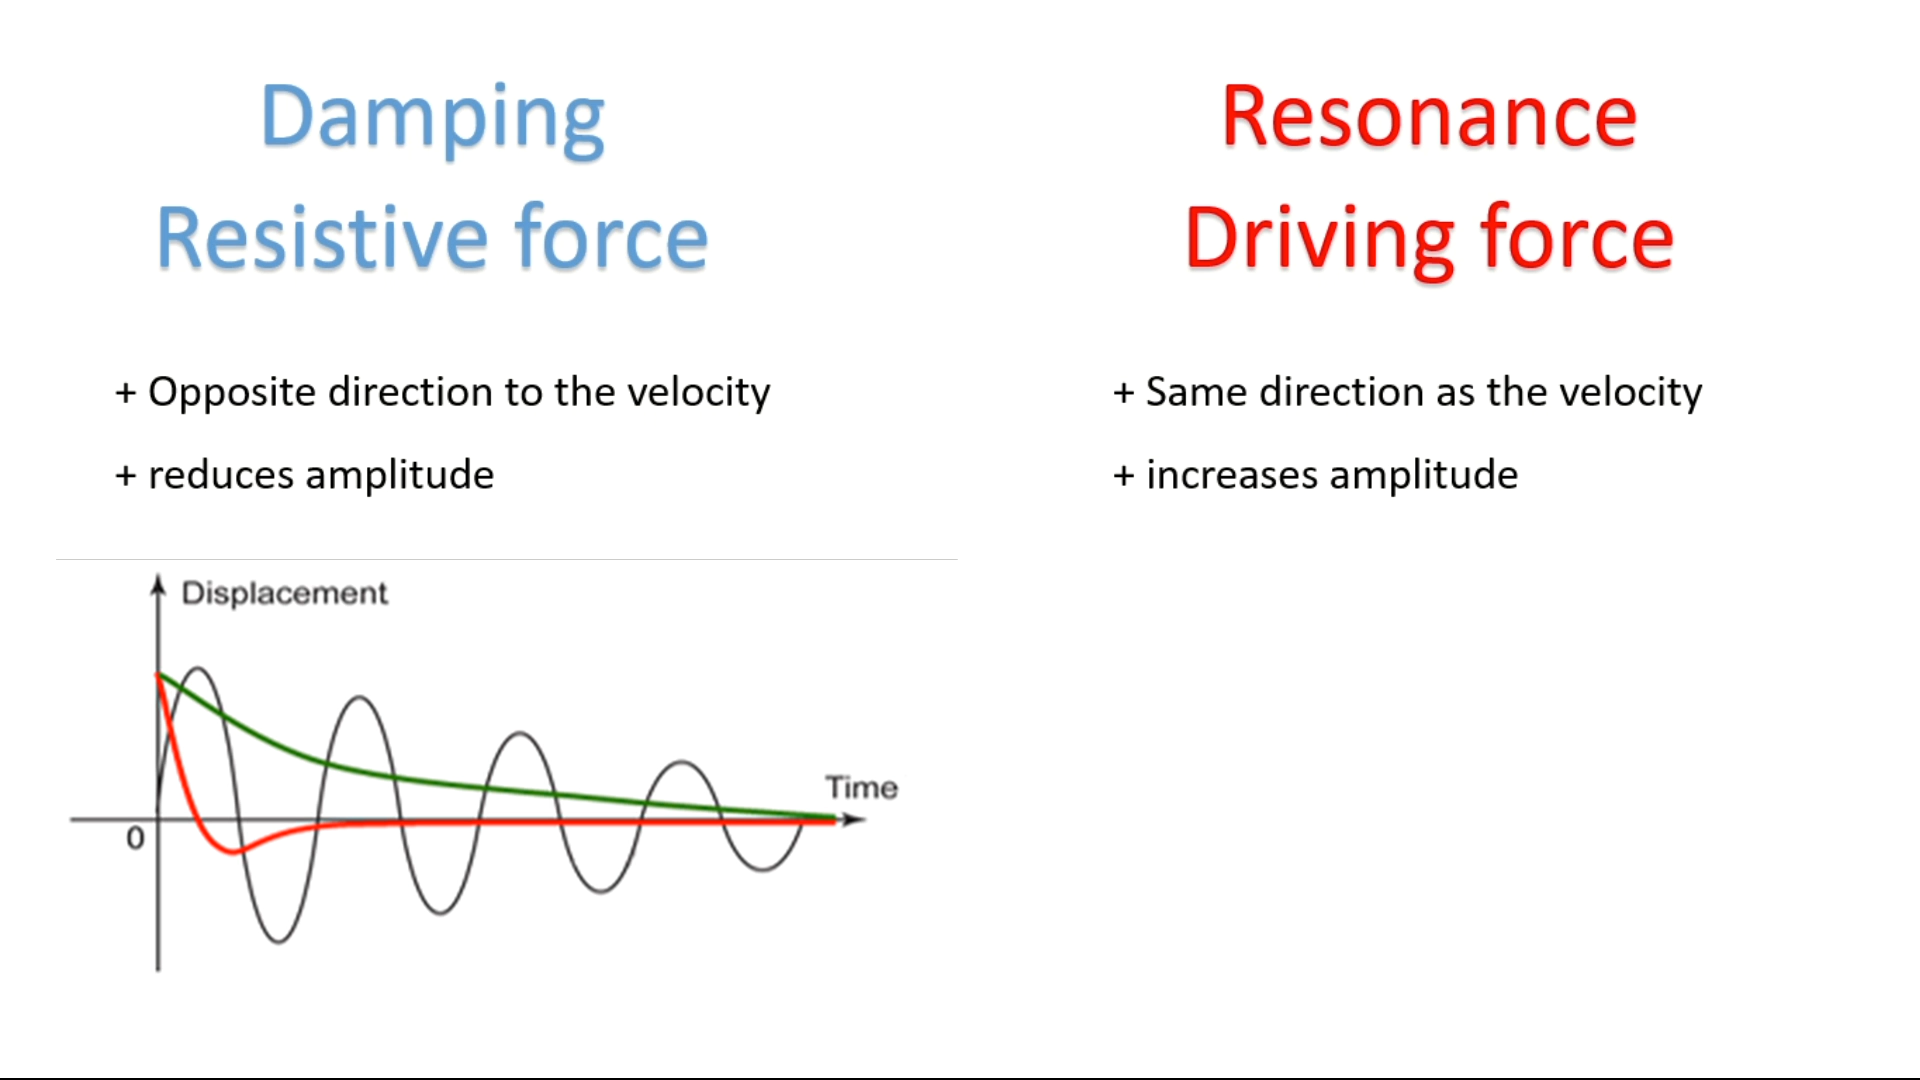 Damping
Resistive force
+ Opposite direction to the velocity
+ reduces amplitude
Displacement
Time
0
Resonance
Driving force
+ Same direction as the velocity
+ increases amplitude